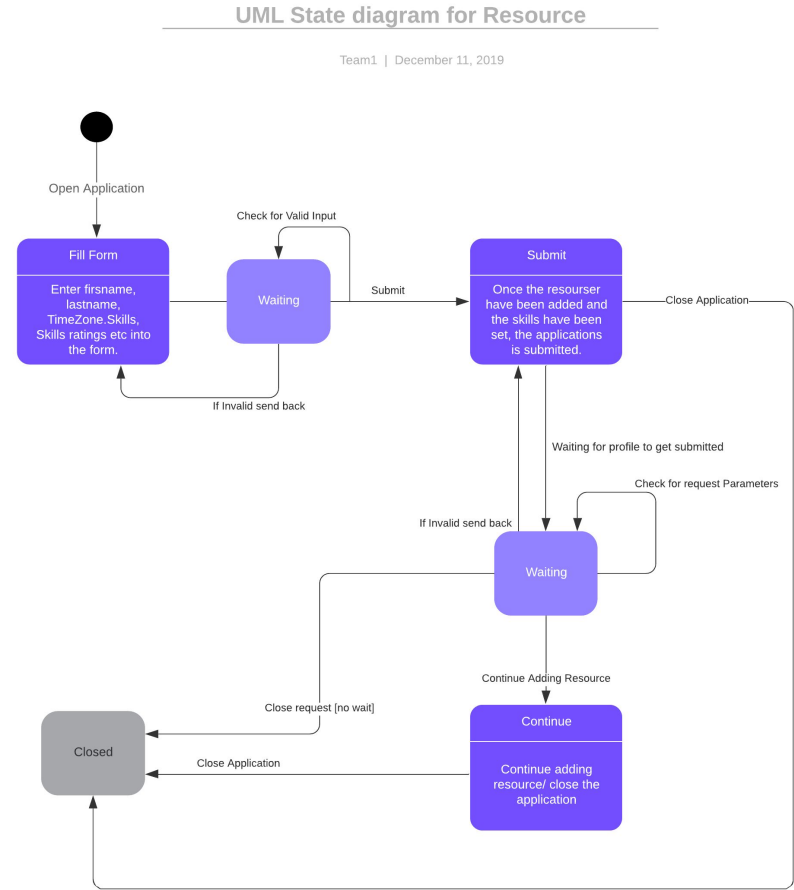 UML State diagram for Resource
Team1 | December 11, 2019
Open Application
Check for Valid Input
Fill Form
Enter firsname,
lastname,
TimeZone.Skills,
Skills ratings etc into
the form.
Waiting
Submit
Submit
Once the resourser
have been added and
the skills have been
set, the applications
is submitted.
Close Application
If Invalid send back
Waiting for profile to get submitted
Check for request Parameters
If Invalid send back
Waiting
Continue Adding Resource
Close request [no wait]
Closed
Close Application
Continue
Continue adding
resource/ close the
application